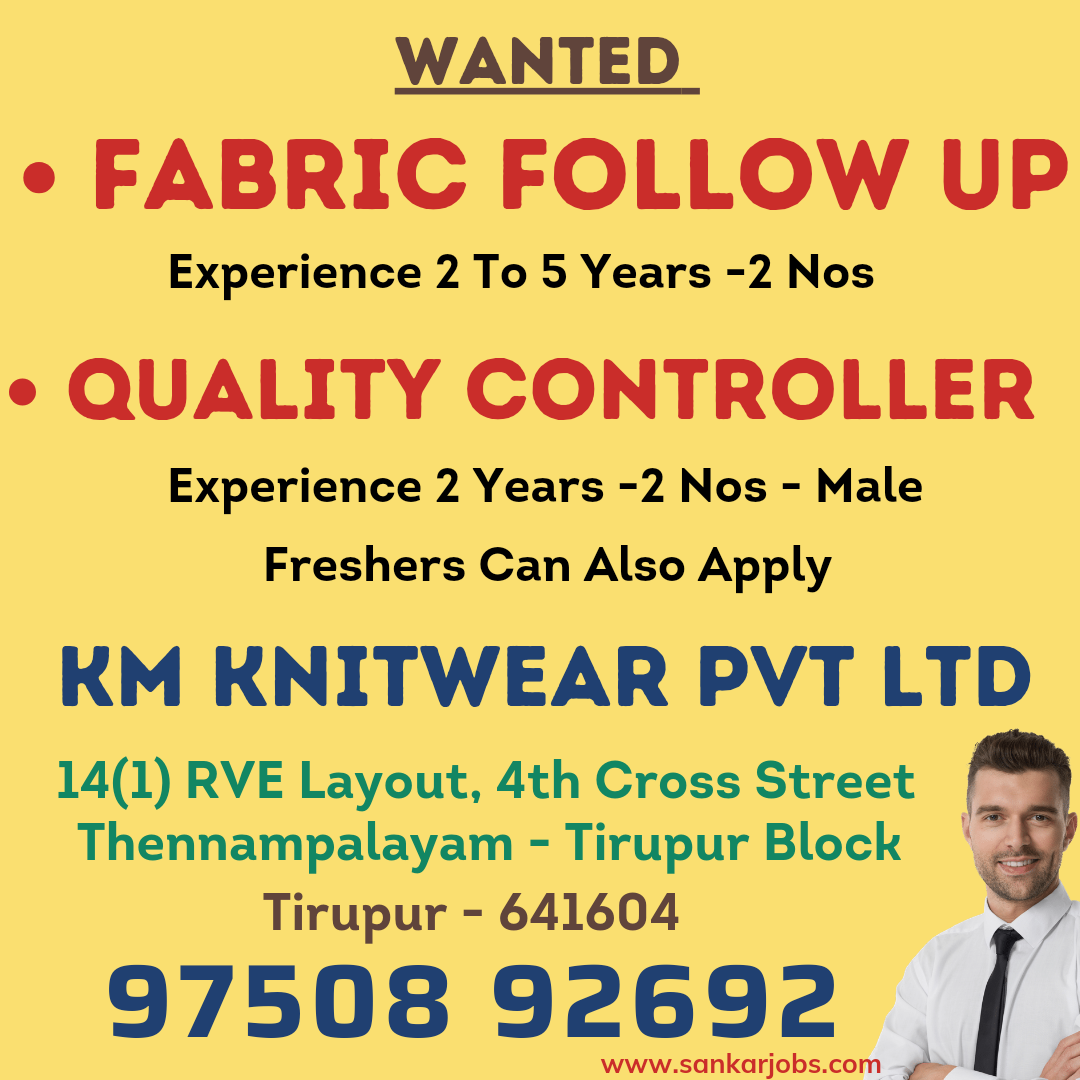 WANTED
• FABRIC FOLLOW UP
Experience 2 To 5 Years -2 Nos
• QUALITY CONTROLLER
Experience 2 Years -2 Nos - Male
Freshers Can Also Apply
KM KNITWEAR PVT LTD
14(1) RVE Layout, 4th Cross Street
Thennampalayam - Tirupur Block
Tirupur - 641604
97508 92692
www.sankarjobs.com